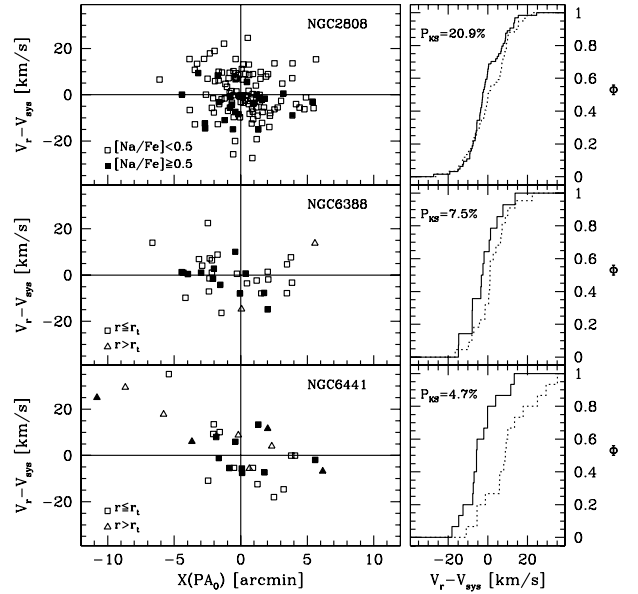 NGC2808
20
0
−20
V_r−V_sys [km/s]
□ [Na/Fe]<0.5
■ [Na/Fe]≥0.5
P_KS=20.9%
1
0.8
0.6
0.4
0.2
0
Φ
NGC6388
20
0
−20
V_r−V_sys [km/s]
□ r≤r_t
△ r>r_t
P_KS=7.5%
1
0.8
0.6
0.4
0.2
0
Φ
NGC6441
20
0
−20
V_r−V_sys [km/s]
□ r≤r_t
△ r>r_t
P_KS=4.7%
1
0.8
0.6
0.4
0.2
0
Φ
−10 −5 0 5 10
X(PA_0) [arcmin]
−20 0 20
V_r−V_sys [km/s]